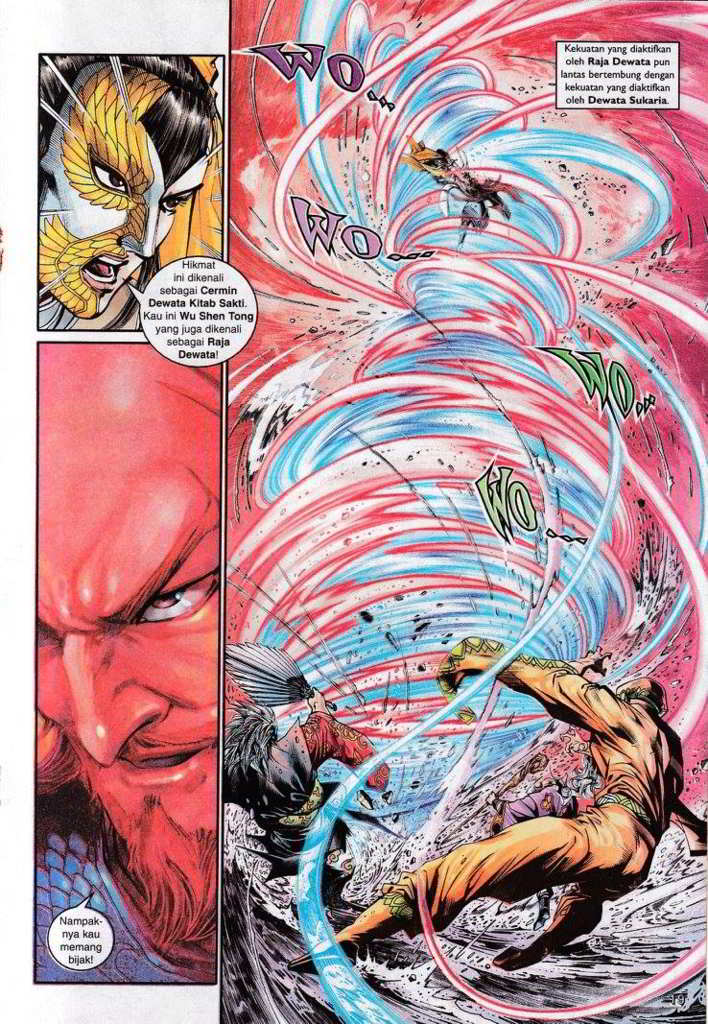 Kekuatan yang diaktifkan
oleh Raja Dewata pun
lantas bertembung dengan
kekuatan yang diaktifkan
oleh Dewata Sukaria.
WO...
WO...
WO...
WO...
Hikmat
ini dikenali
sebagai Cermin
Dewata Kitab Sakti.
Kau ini Wu Shen Tong
yang juga dikenali
sebagai Raja
Dewata!
Nampak-
nya kau
memang
bijak!
19